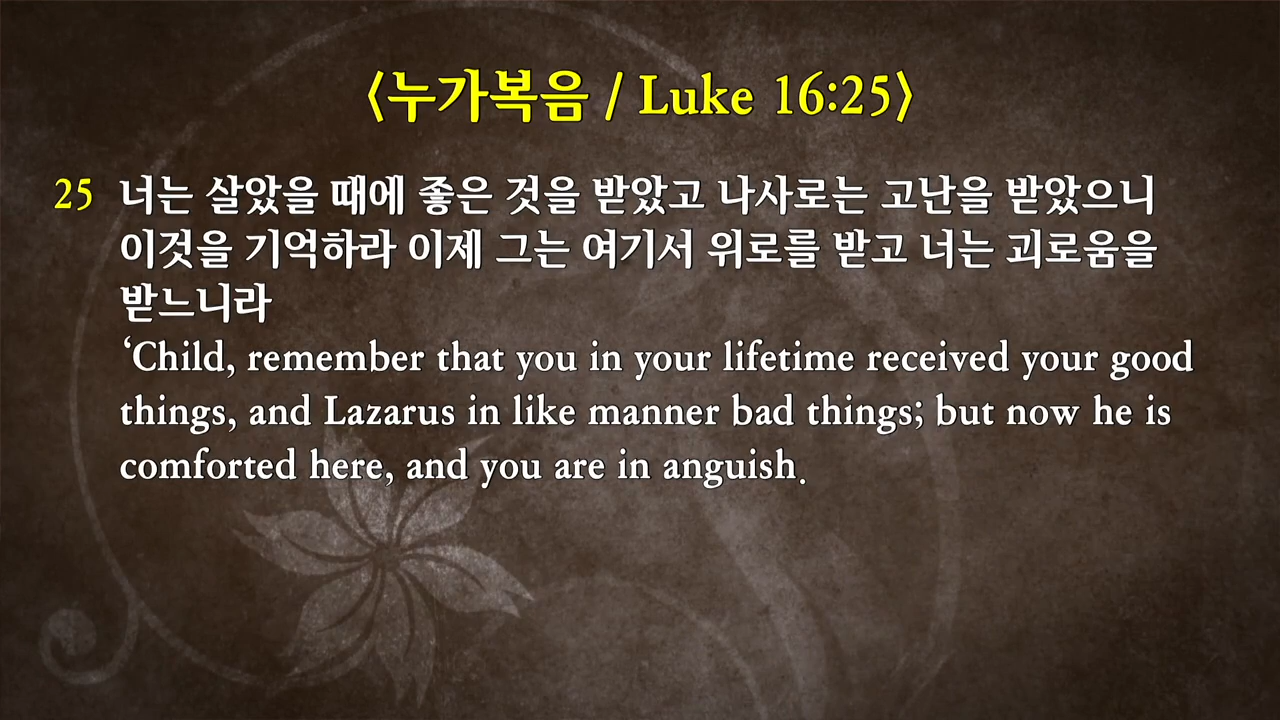 〈누가복음 / Luke 16:25〉
25 너는 살았을 때에 좋은 것을 받았고 나사로는 고난을 받았으니
이것을 기억하라 이제 그는 여기서 위로를 받고 너는 괴로움을
받느니라
‘Child, remember that you in your lifetime received your good
things, and Lazarus in like manner bad things; but now he is
comforted here, and you are in anguish.